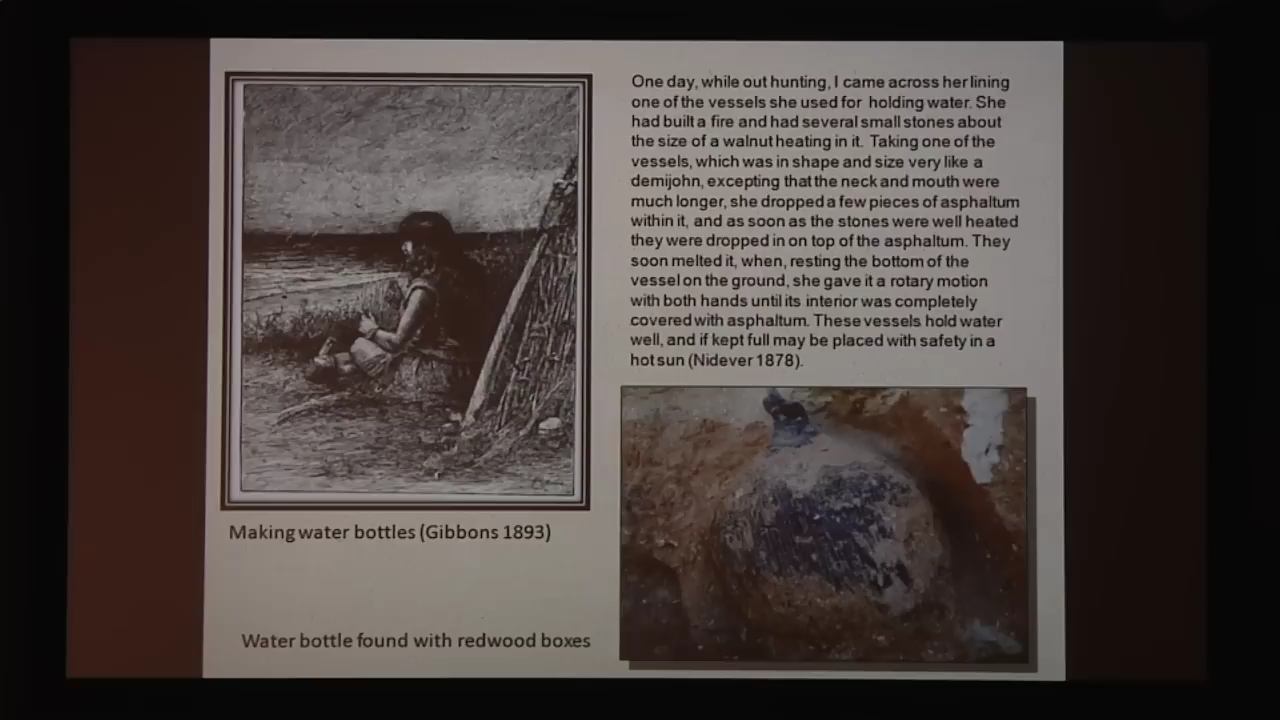 One day, while out hunting, I came across her lining
one of the vessels she used for holding water. She
had built a fire and had several small stones about
the size of a walnut heating in it. Taking one of the
vessels, which was in shape and size very like a
demijohn, excepting that the neck and mouth were
much longer, she dropped a few pieces of asphaltum
within it, and as soon as the stones were well heated
they were dropped in on top of the asphaltum. They
soon melted it, when, resting the bottom of the
vessel on the ground, she gave it a rotary motion
with both hands until its interior was completely
covered with asphaltum. These vessels hold water
well, and if kept full may be placed with safety in a
hot sun (Nidever 1878).
Making water bottles (Gibbons 1893)
Water bottle found with redwood boxes